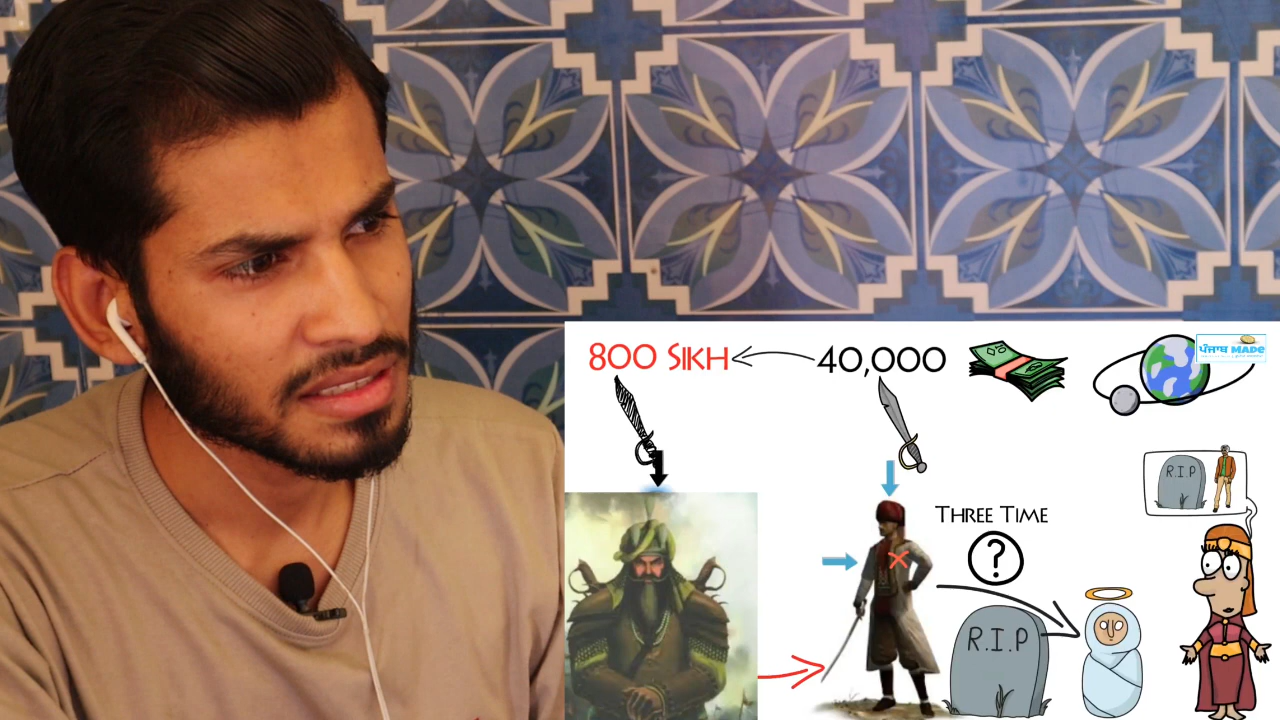 800 SIKH
40,000
ਪੰਜਾਬ MADE
THREE TIME
?
R.I.P
R.I.P